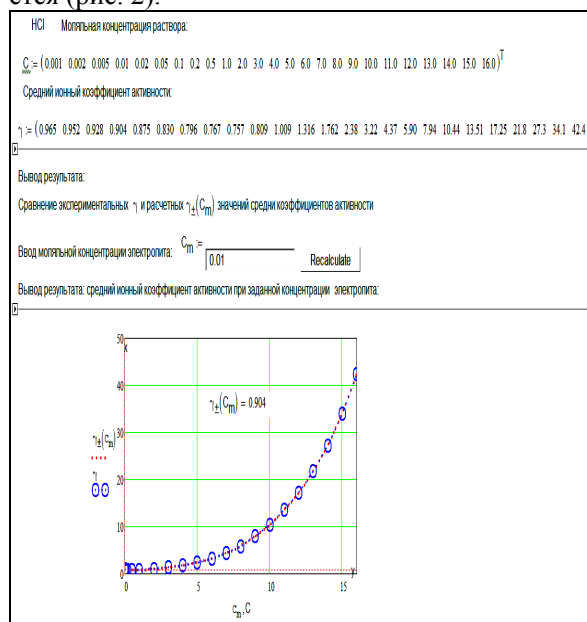 ется (рис. 2).
HCl Моляльная концентрация раствора:
C := ( 0.001 0.002 0.005 0.01 0.02 0.05 0.1 0.2 0.5 1.0 2.0 3.0 4.0 5.0 6.0 7.0 8.0 9.0 10.0 11.0 12.0 13.0 14.0 15.0 16.0 )ᵀ
Средний ионный коэффициент активности:
γ := ( 0.965 0.952 0.928 0.904 0.875 0.830 0.796 0.767 0.757 0.809 1.009 1.316 1.762 2.38 3.22 4.37 5.90 7.94 10.44 13.51 17.25 21.8 27.3 34.1 42.4
Вывод результата:
Сравнение экспериментальных γ и расчетных γ±(Cm) значений средни коэффициентов активности
Ввод моляльной концентрации электролита: Cm := 0.01 Recalculate
Вывод результата: средний ионный коэффициент активности при заданной концентрации электролита:
50
x
40
γ±(Cm) = 0.904
30
γ±(Cm)
γ
20
10
0
y
0 5 10 15
Cm, C